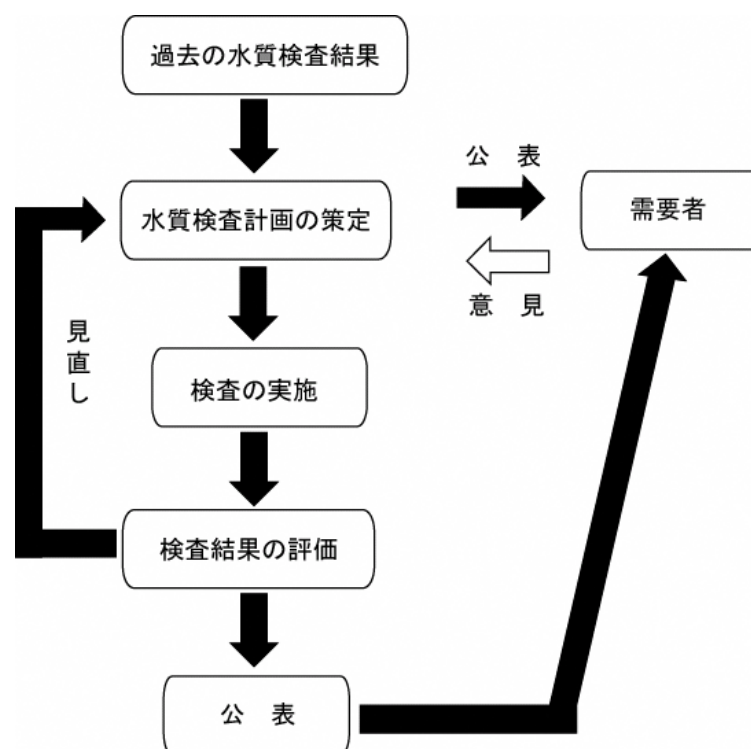 過去の水質検査結果
公　表
水質検査計画の策定
需要者
意　見
見直し
検査の実施
検査結果の評価
公　表